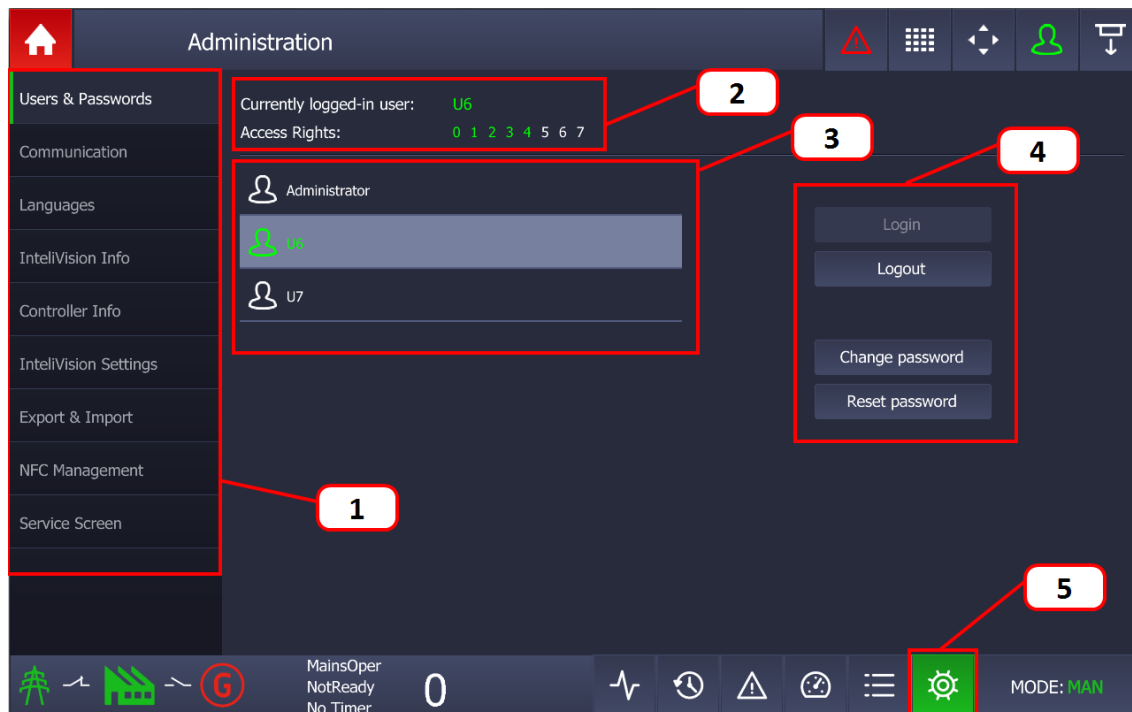 Administration
Users & Passwords
Communication
Languages
InteliVision Info
Controller Info
InteliVision Settings
Export & Import
NFC Management
Service Screen
1
Currently logged-in user: U6
Access Rights: 0 1 2 3 4 5 6 7
2
3
Administrator
U6
U7
4
Login
Logout
Change password
Reset password
5
G
MainsOper
NotReady
No Timer
0
MODE: MAN